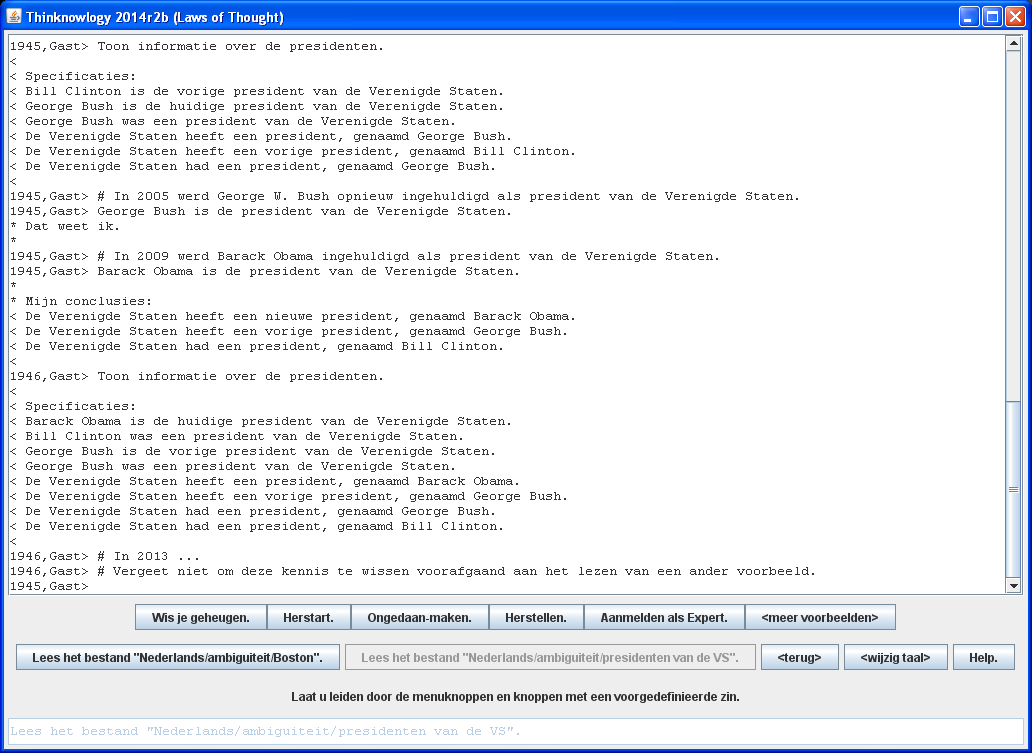 Thinknowlogy 2014r2b (Laws of Thought)
1945,Gast> Toon informatie over de presidenten.
<
< Specificaties:
< Bill Clinton is de vorige president van de Verenigde Staten.
< George Bush is de huidige president van de Verenigde Staten.
< George Bush was een president van de Verenigde Staten.
< De Verenigde Staten heeft een president, genaamd George Bush.
< De Verenigde Staten heeft een vorige president, genaamd Bill Clinton.
< De Verenigde Staten had een president, genaamd George Bush.
<
1945,Gast> # In 2005 werd George W. Bush opnieuw ingehuldigd als president van de Verenigde Staten.
1945,Gast> George Bush is de president van de Verenigde Staten.
* Dat weet ik.
*
1945,Gast> # In 2009 werd Barack Obama ingehuldigd als president van de Verenigde Staten.
1945,Gast> Barack Obama is de president van de Verenigde Staten.
*
* Mijn conclusies:
< De Verenigde Staten heeft een nieuwe president, genaamd Barack Obama.
< De Verenigde Staten heeft een vorige president, genaamd George Bush.
< De Verenigde Staten had een president, genaamd Bill Clinton.
<
1946,Gast> Toon informatie over de presidenten.
<
< Specificaties:
< Barack Obama is de huidige president van de Verenigde Staten.
< Bill Clinton was een president van de Verenigde Staten.
< George Bush is de vorige president van de Verenigde Staten.
< George Bush was een president van de Verenigde Staten.
< De Verenigde Staten heeft een president, genaamd Barack Obama.
< De Verenigde Staten heeft een vorige president, genaamd George Bush.
< De Verenigde Staten had een president, genaamd George Bush.
< De Verenigde Staten had een president, genaamd Bill Clinton.
<
1946,Gast> # In 2013 ...
1946,Gast> # Vergeet niet om deze kennis te wissen voorafgaand aan het lezen van een ander voorbeeld.
1945,Gast>
Wis je geheugen. Herstart. Ongedaan-maken. Herstellen. Aanmelden als Expert. <meer voorbeelden>
Lees het bestand "Nederlands/ambiguiteit/Boston". Lees het bestand "Nederlands/ambiguiteit/presidenten van de VS". <terug> <wijzig taal> Help.
Laat u leiden door de menuknoppen en knoppen met een voorgedefinieerde zin.
Lees het bestand "Nederlands/ambiguiteit/presidenten van de VS".